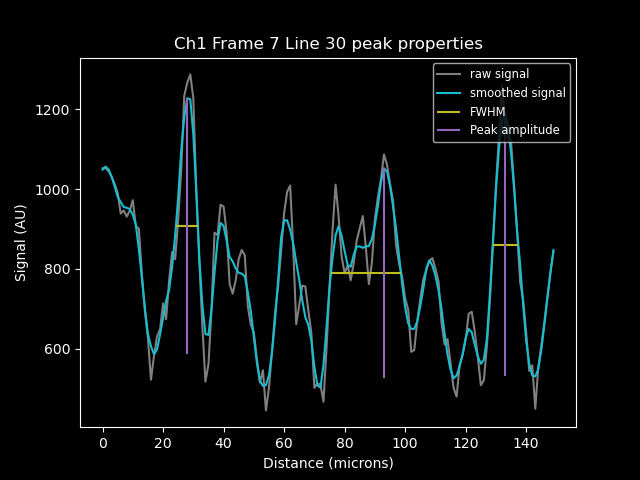 Ch1 Frame 7 Line 30 peak properties
raw signal
smoothed signal
FWHM
Peak amplitude
Signal (AU)
1200
1000
800
600
0 20 40 60 80 100 120 140
Distance (microns)